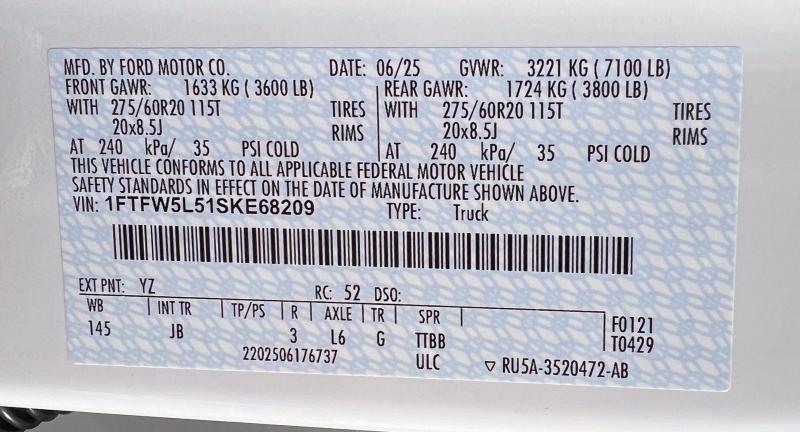 MFD. BY FORD MOTOR CO. DATE: 06/25 GVWR: 3221 KG ( 7100 LB)
FRONT GAWR: 1633 KG ( 3600 LB) REAR GAWR: 1724 KG ( 3800 LB)
WITH 275/60R20 115T TIRES WITH 275/60R20 115T TIRES
20x8.5J RIMS 20x8.5J RIMS
AT 240 kPa/ 35 PSI COLD AT 240 kPa/ 35 PSI COLD
THIS VEHICLE CONFORMS TO ALL APPLICABLE FEDERAL MOTOR VEHICLE
SAFETY STANDARDS IN EFFECT ON THE DATE OF MANUFACTURE SHOWN ABOVE.
VIN: 1FTFW5L51SKE68209 TYPE: Truck
EXT PNT: YZ RC: 52 DSO:
WB INT TR TP/PS R AXLE TR SPR F0121
145 JB 3 L6 G TTBB T0429
2202506176737 ULC ▽ RU5A-3520472-AB